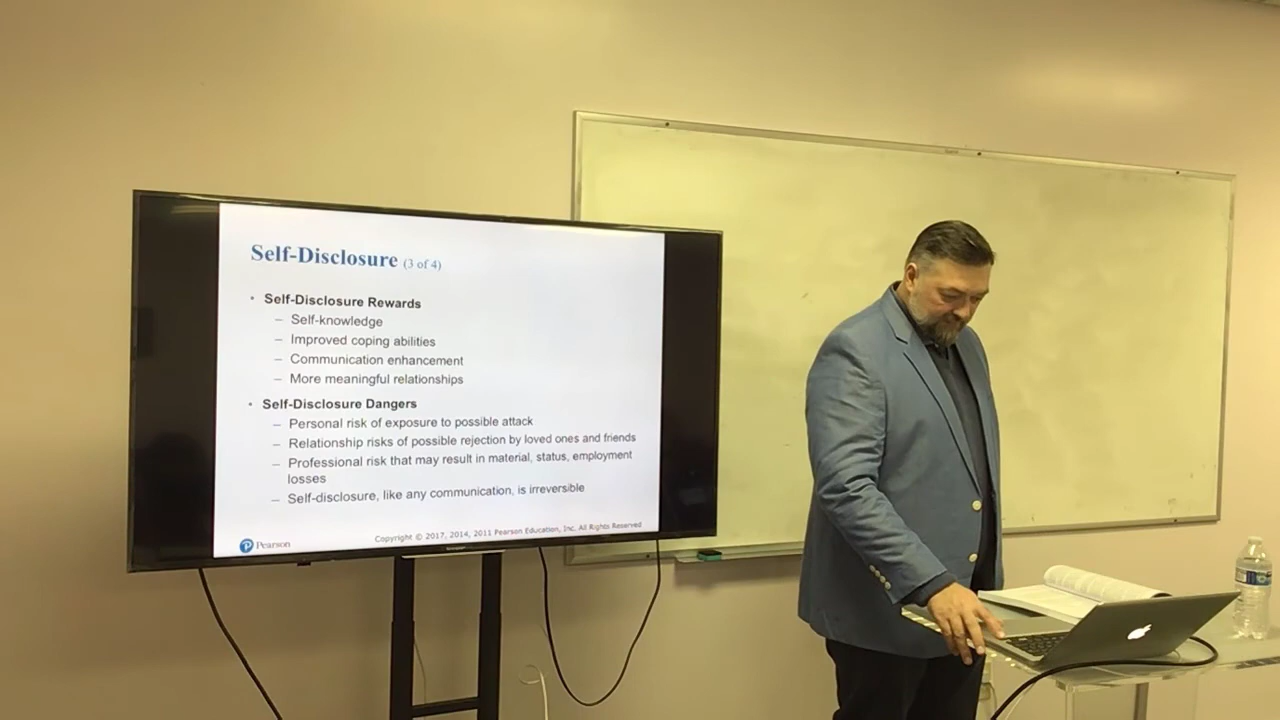 Self-Disclosure (3 of 4)
• Self-Disclosure Rewards
– Self-knowledge
– Improved coping abilities
– Communication enhancement
– More meaningful relationships
• Self-Disclosure Dangers
– Personal risk of exposure to possible attack
– Relationship risks of possible rejection by loved ones and friends
– Professional risk that may result in material, status, employment
losses
– Self-disclosure, like any communication, is irreversible
P Pearson
Copyright © 2017, 2014, 2011 Pearson Education, Inc. All Rights Reserved